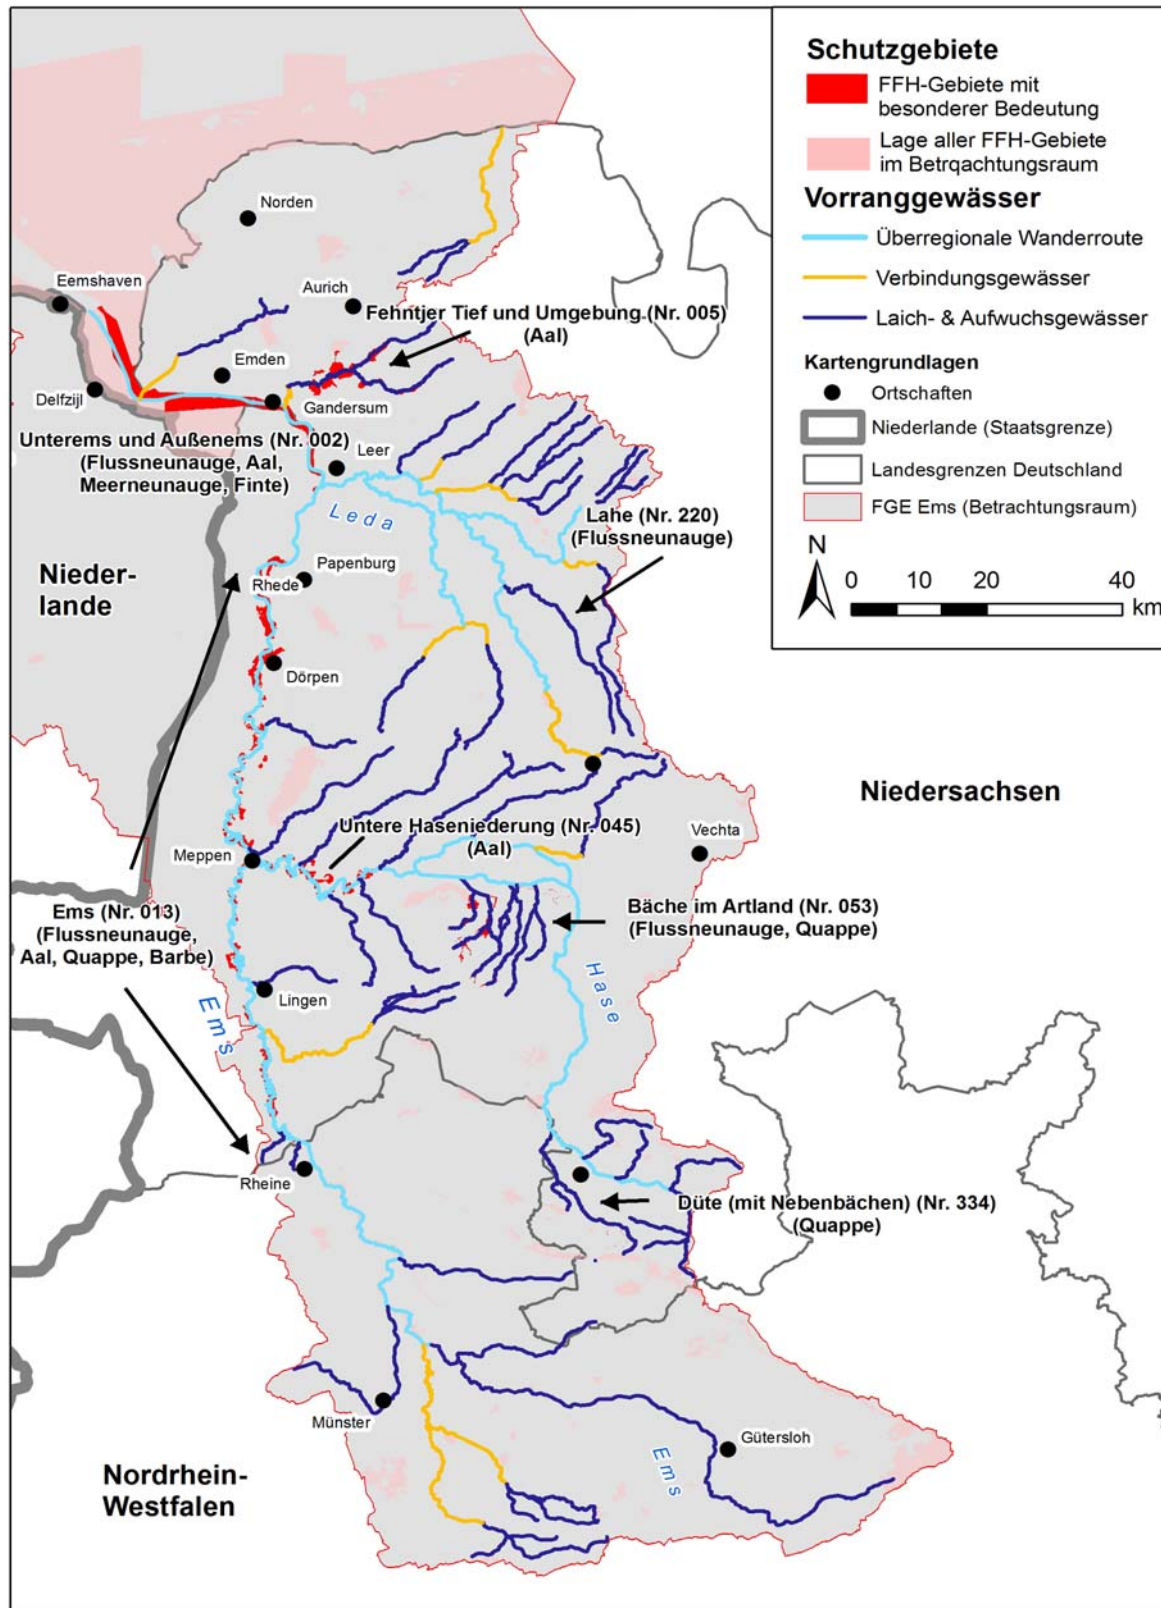 Schutzgebiete
FFH-Gebiete mit
besonderer Bedeutung
Lage aller FFH-Gebiete
im Betrqachtungsraum
Vorranggewässer
Überregionale Wanderroute
Verbindungsgewässer
Laich- & Aufwuchsgewässer
Kartengrundlagen
Ortschaften
Niederlande (Staatsgrenze)
Landesgrenzen Deutschland
FGE Ems (Betrachtungsraum)
N
0 10 20 40
km
Norden
Eemshaven
Aurich
Fehntjer Tief und Umgebung (Nr. 005)
(Aal)
Emden
Delfzijl
Gandersum
Unterems und Außenems (Nr. 002)
(Flussneunauge, Aal,
Meerneunauge, Finte)
Leer
Leda
Lahe (Nr. 220)
(Flussneunauge)
Nieder-
lande
Papenburg
Rhede
Dörpen
Niedersachsen
Untere Haseniederung (Nr. 045)
(Aal)
Vechta
Meppen
Ems (Nr. 013)
(Flussneunauge,
Aal, Quappe, Barbe)
Bäche im Artland (Nr. 053)
(Flussneunauge, Quappe)
Hase
Lingen
Ems
Rheine
Düte (mit Nebenbächen) (Nr. 334)
(Quappe)
Münster
Gütersloh
Ems
Nordrhein-
Westfalen